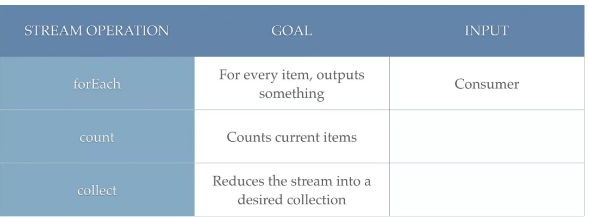 STREAM OPERATION GOAL INPUT
forEach For every item, outputs something Consumer
count Counts current items
collect Reduces the stream into a desired collection